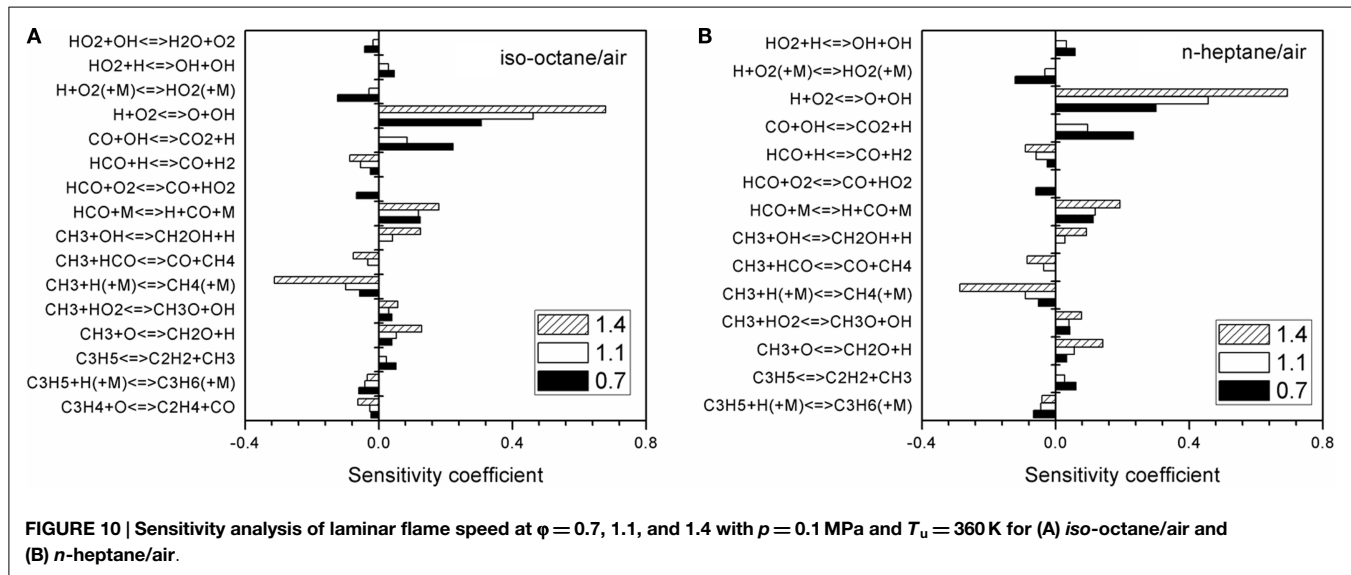 A
iso-octane/air
HO2+OH<=>H2O+O2
HO2+H<=>OH+OH
H+O2(+M)<=>HO2(+M)
H+O2<=>O+OH
CO+OH<=>CO2+H
HCO+H<=>CO+H2
HCO+O2<=>CO+HO2
HCO+M<=>H+CO+M
CH3+OH<=>CH2OH+H
CH3+HCO<=>CO+CH4
CH3+H(+M)<=>CH4(+M)
CH3+HO2<=>CH3O+OH
CH3+O<=>CH2O+H
C3H5<=>C2H2+CH3
C3H5+H(+M)<=>C3H6(+M)
C3H4+O<=>C2H4+CO
1.4
1.1
0.7
-0.4 0.0 0.4 0.8
Sensitivity coefficient
B
n-heptane/air
HO2+H<=>OH+OH
H+O2(+M)<=>HO2(+M)
H+O2<=>O+OH
CO+OH<=>CO2+H
HCO+H<=>CO+H2
HCO+O2<=>CO+HO2
HCO+M<=>H+CO+M
CH3+OH<=>CH2OH+H
CH3+HCO<=>CO+CH4
CH3+H(+M)<=>CH4(+M)
CH3+HO2<=>CH3O+OH
CH3+O<=>CH2O+H
C3H5<=>C2H2+CH3
C3H5+H(+M)<=>C3H6(+M)
1.4
1.1
0.7
-0.4 0.0 0.4 0.8
Sensitivity coefficient
FIGURE 10 | Sensitivity analysis of laminar flame speed at φ = 0.7, 1.1, and 1.4 with p = 0.1 MPa and Tu = 360 K for (A) iso-octane/air and
(B) n-heptane/air.